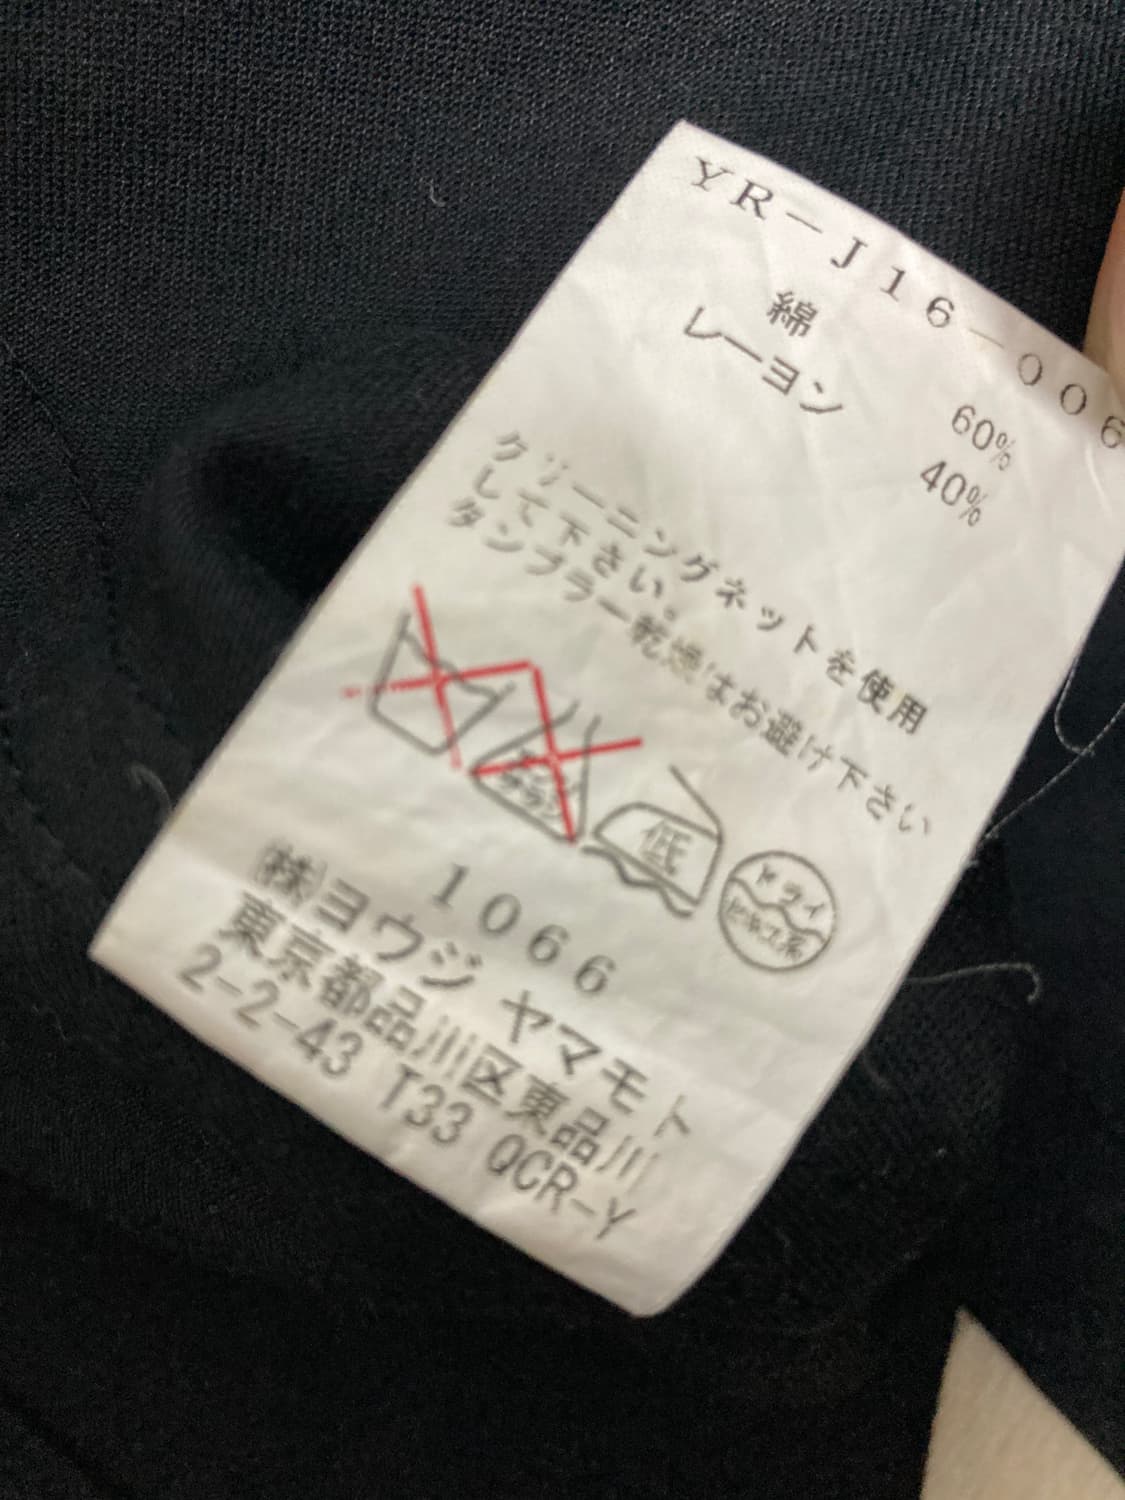 YR-J16-006
綿 60%
レーヨン 40%
クリーニングネットを使用
して下さい。
タンブラー乾燥はお避け下さい
低
ドライ
1066
㈱ヨウジ ヤマモト
東京都品川区東品川
2-2-43 T33 QCR-Y